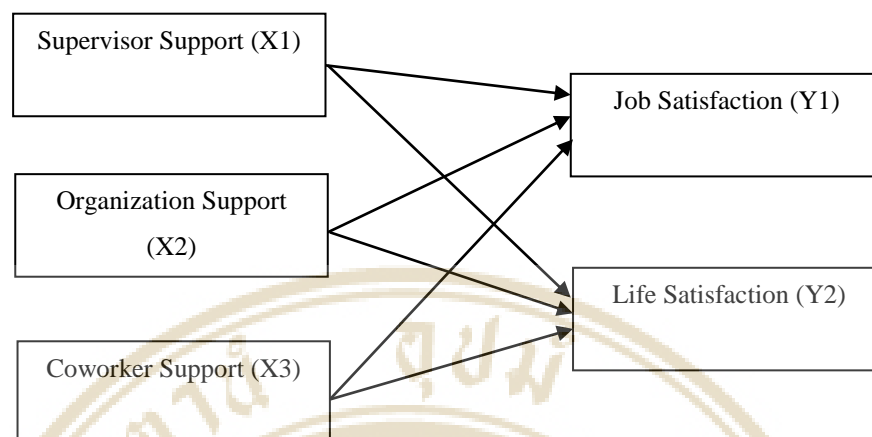 Supervisor Support (X1)
Job Satisfaction (Y1)
Organization Support
(X2)
Life Satisfaction (Y2)
Coworker Support (X3)